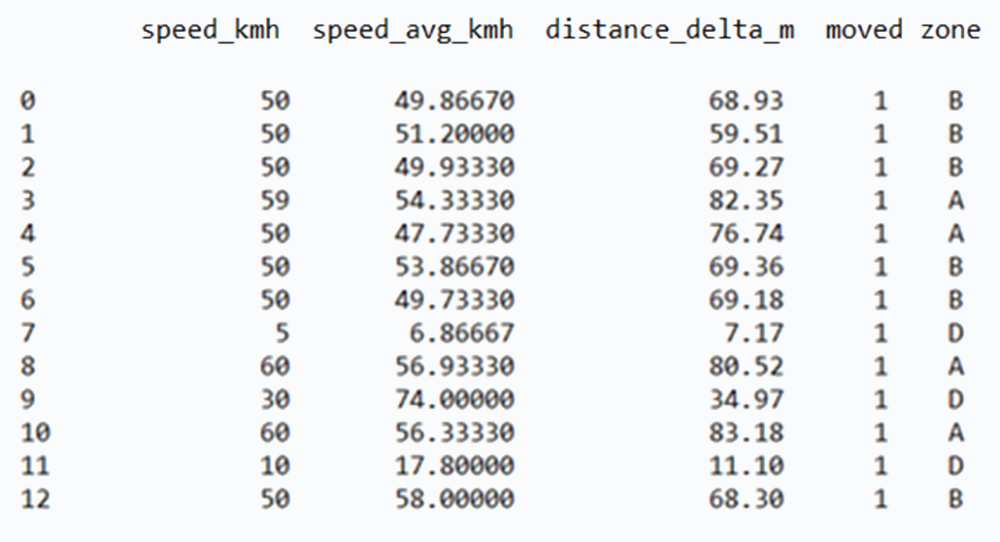 speed_kmh speed_avg_kmh distance_delta_m moved zone
0 50 49.86670 68.93 1 B
1 50 51.20000 59.51 1 B
2 50 49.93330 69.27 1 B
3 59 54.33330 82.35 1 A
4 50 47.73330 76.74 1 A
5 50 53.86670 69.36 1 B
6 50 49.73330 69.18 1 B
7 5 6.86667 7.17 1 D
8 60 56.93330 80.52 1 A
9 30 74.00000 34.97 1 D
10 60 56.33330 83.18 1 A
11 10 17.80000 11.10 1 D
12 50 58.00000 68.30 1 B